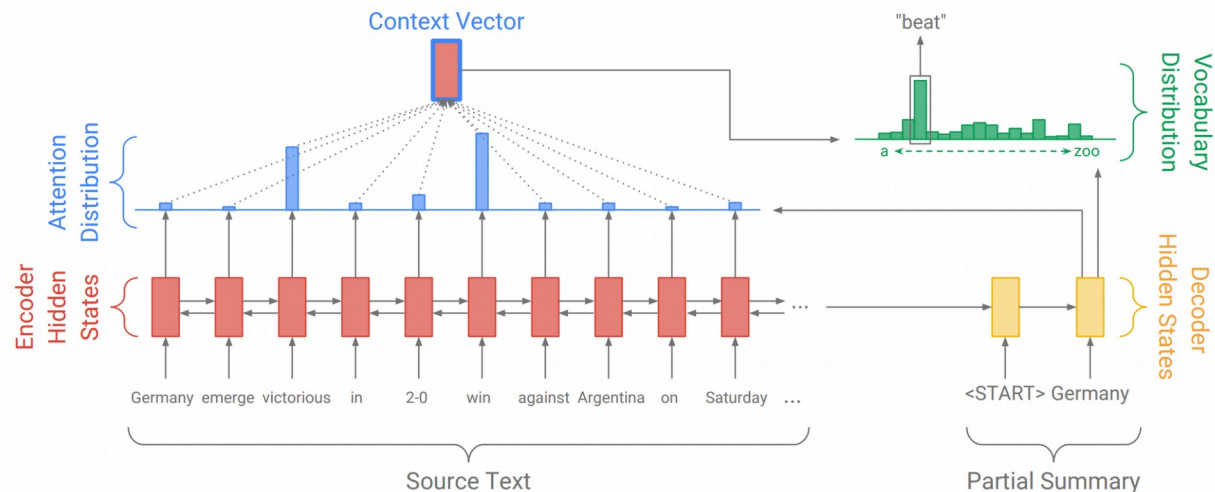 Context Vector
"beat"
Vocabulary
Distribution
a
zoo
Attention
Distribution
Encoder
Hidden
States
...
Decoder
Hidden States
Germany emerge victorious in 2-0 win against Argentina on Saturday ...
<START> Germany
Source Text
Partial Summary